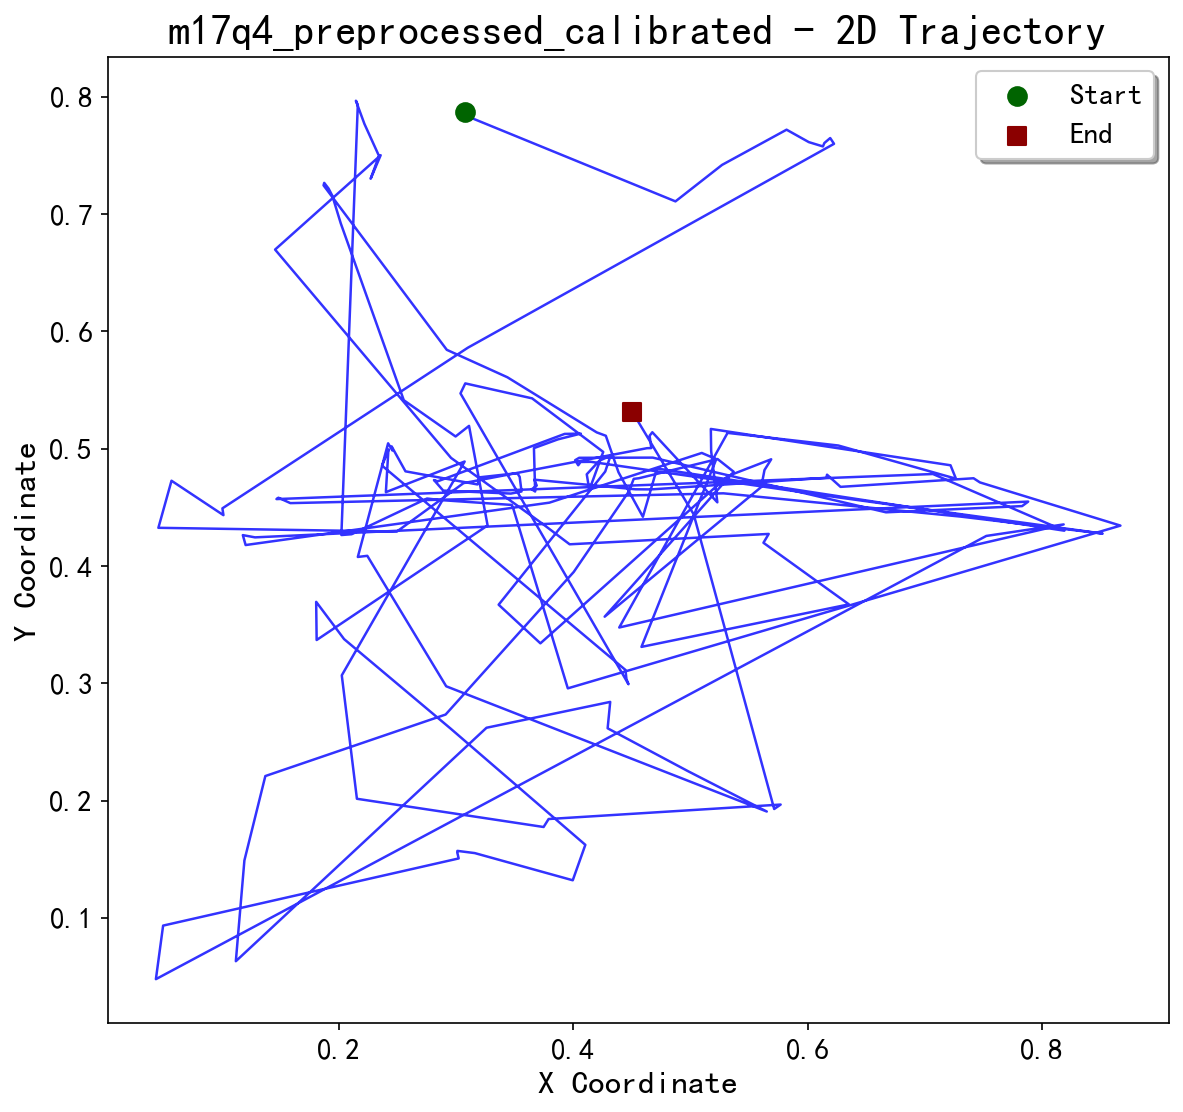 m17q4_preprocessed_calibrated - 2D Trajectory
Start
End
0.8
0.7
0.6
0.5
0.4
0.3
0.2
0.1
Y Coordinate
0.2
0.4
0.6
0.8
X Coordinate